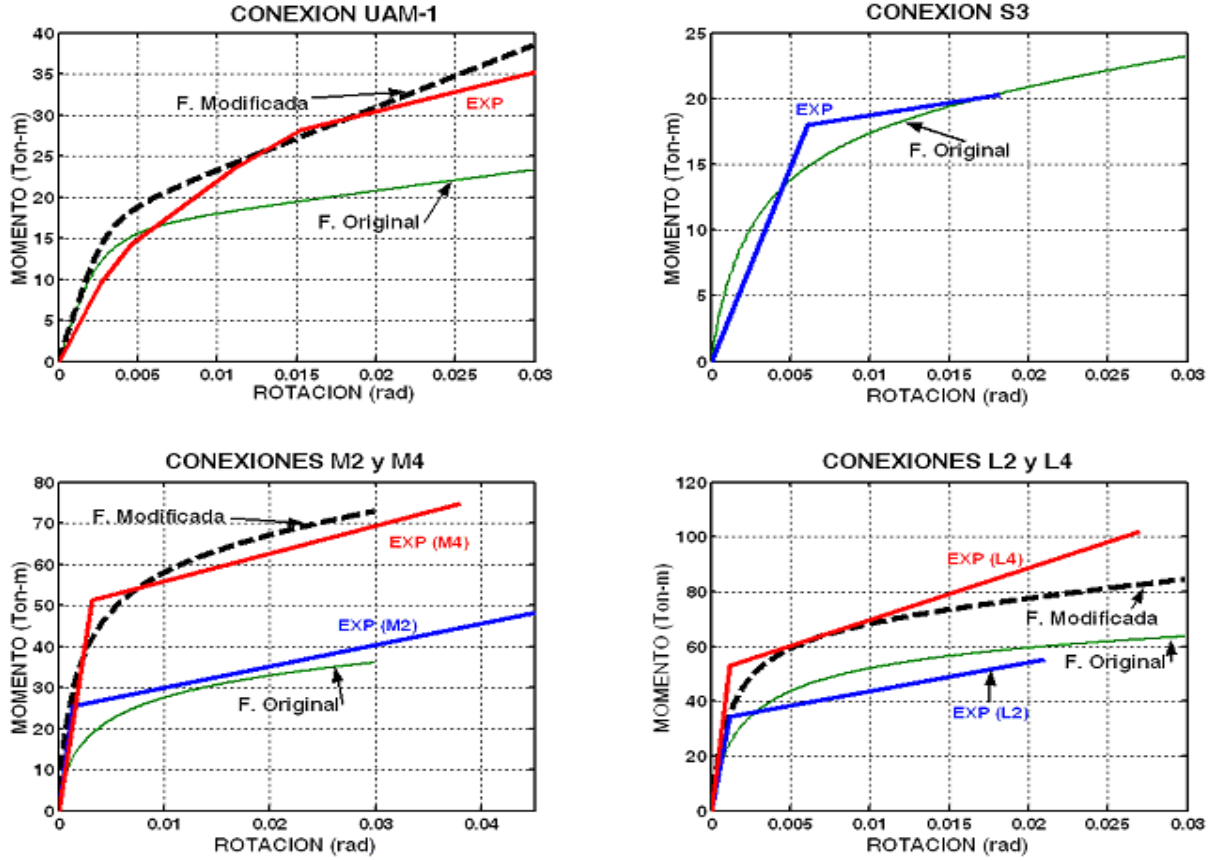 CONEXION UAM-1
MOMENTO (Ton-m)
40
35
30
25
20
15
10
5
0
F. Modificada
EXP
F. Original
0 0.005 0.01 0.015 0.02 0.025 0.03
ROTACION (rad)
CONEXION S3
MOMENTO (Ton-m)
25
20
15
10
5
0
EXP
F. Original
0 0.005 0.01 0.015 0.02 0.025 0.03
ROTACION (rad)
CONEXIONES M2 y M4
MOMENTO (Ton-m)
80
70
60
50
40
30
20
10
0
F. Modificada
EXP (M4)
EXP (M2)
F. Original
0 0.01 0.02 0.03 0.04
ROTACION (rad)
CONEXIONES L2 y L4
MOMENTO (Ton-m)
120
100
80
60
40
20
0
EXP (L4)
F. Modificada
F. Original
EXP (L2)
0 0.005 0.01 0.015 0.02 0.025 0.03
ROTACION (rad)